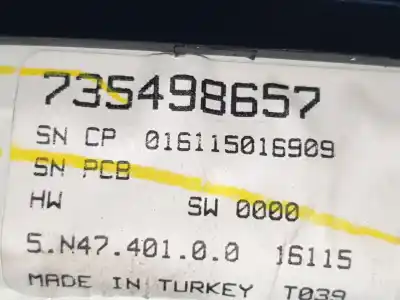 735498657
SN CP 016115016909
SN PCB
HW SW 0000
5.N47.401.0.0 16115
MADE IN TURKEY T039